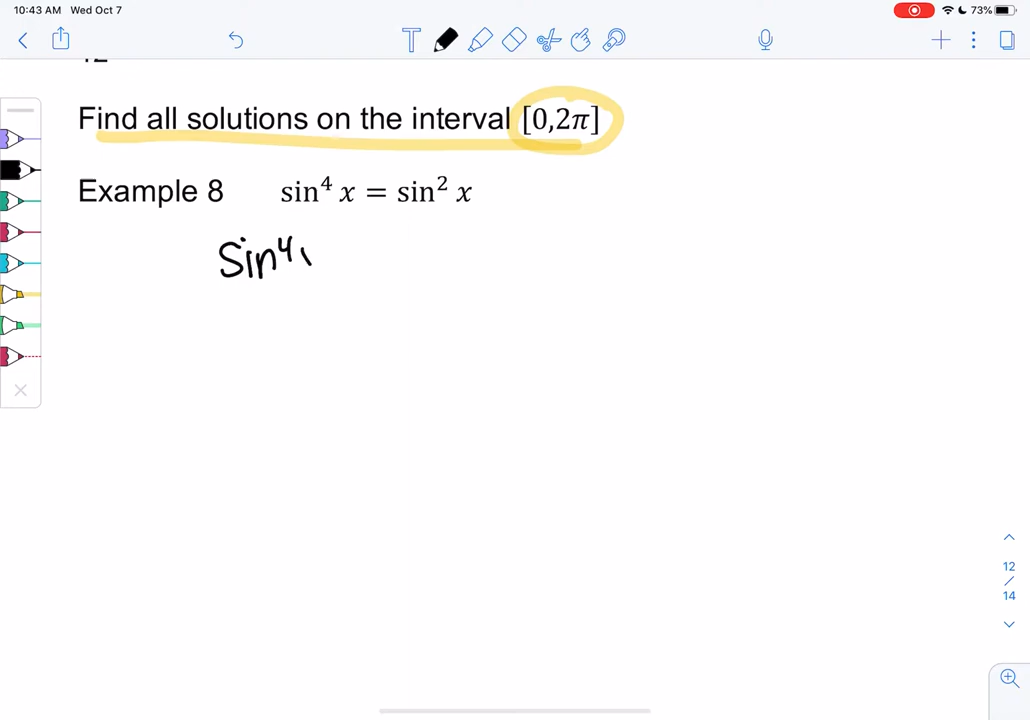 10:43 AM Wed Oct 7
73%
T
Find all solutions on the interval [0,2π]
Example 8 sin⁴ x = sin² x
Sin⁴
12
/
14